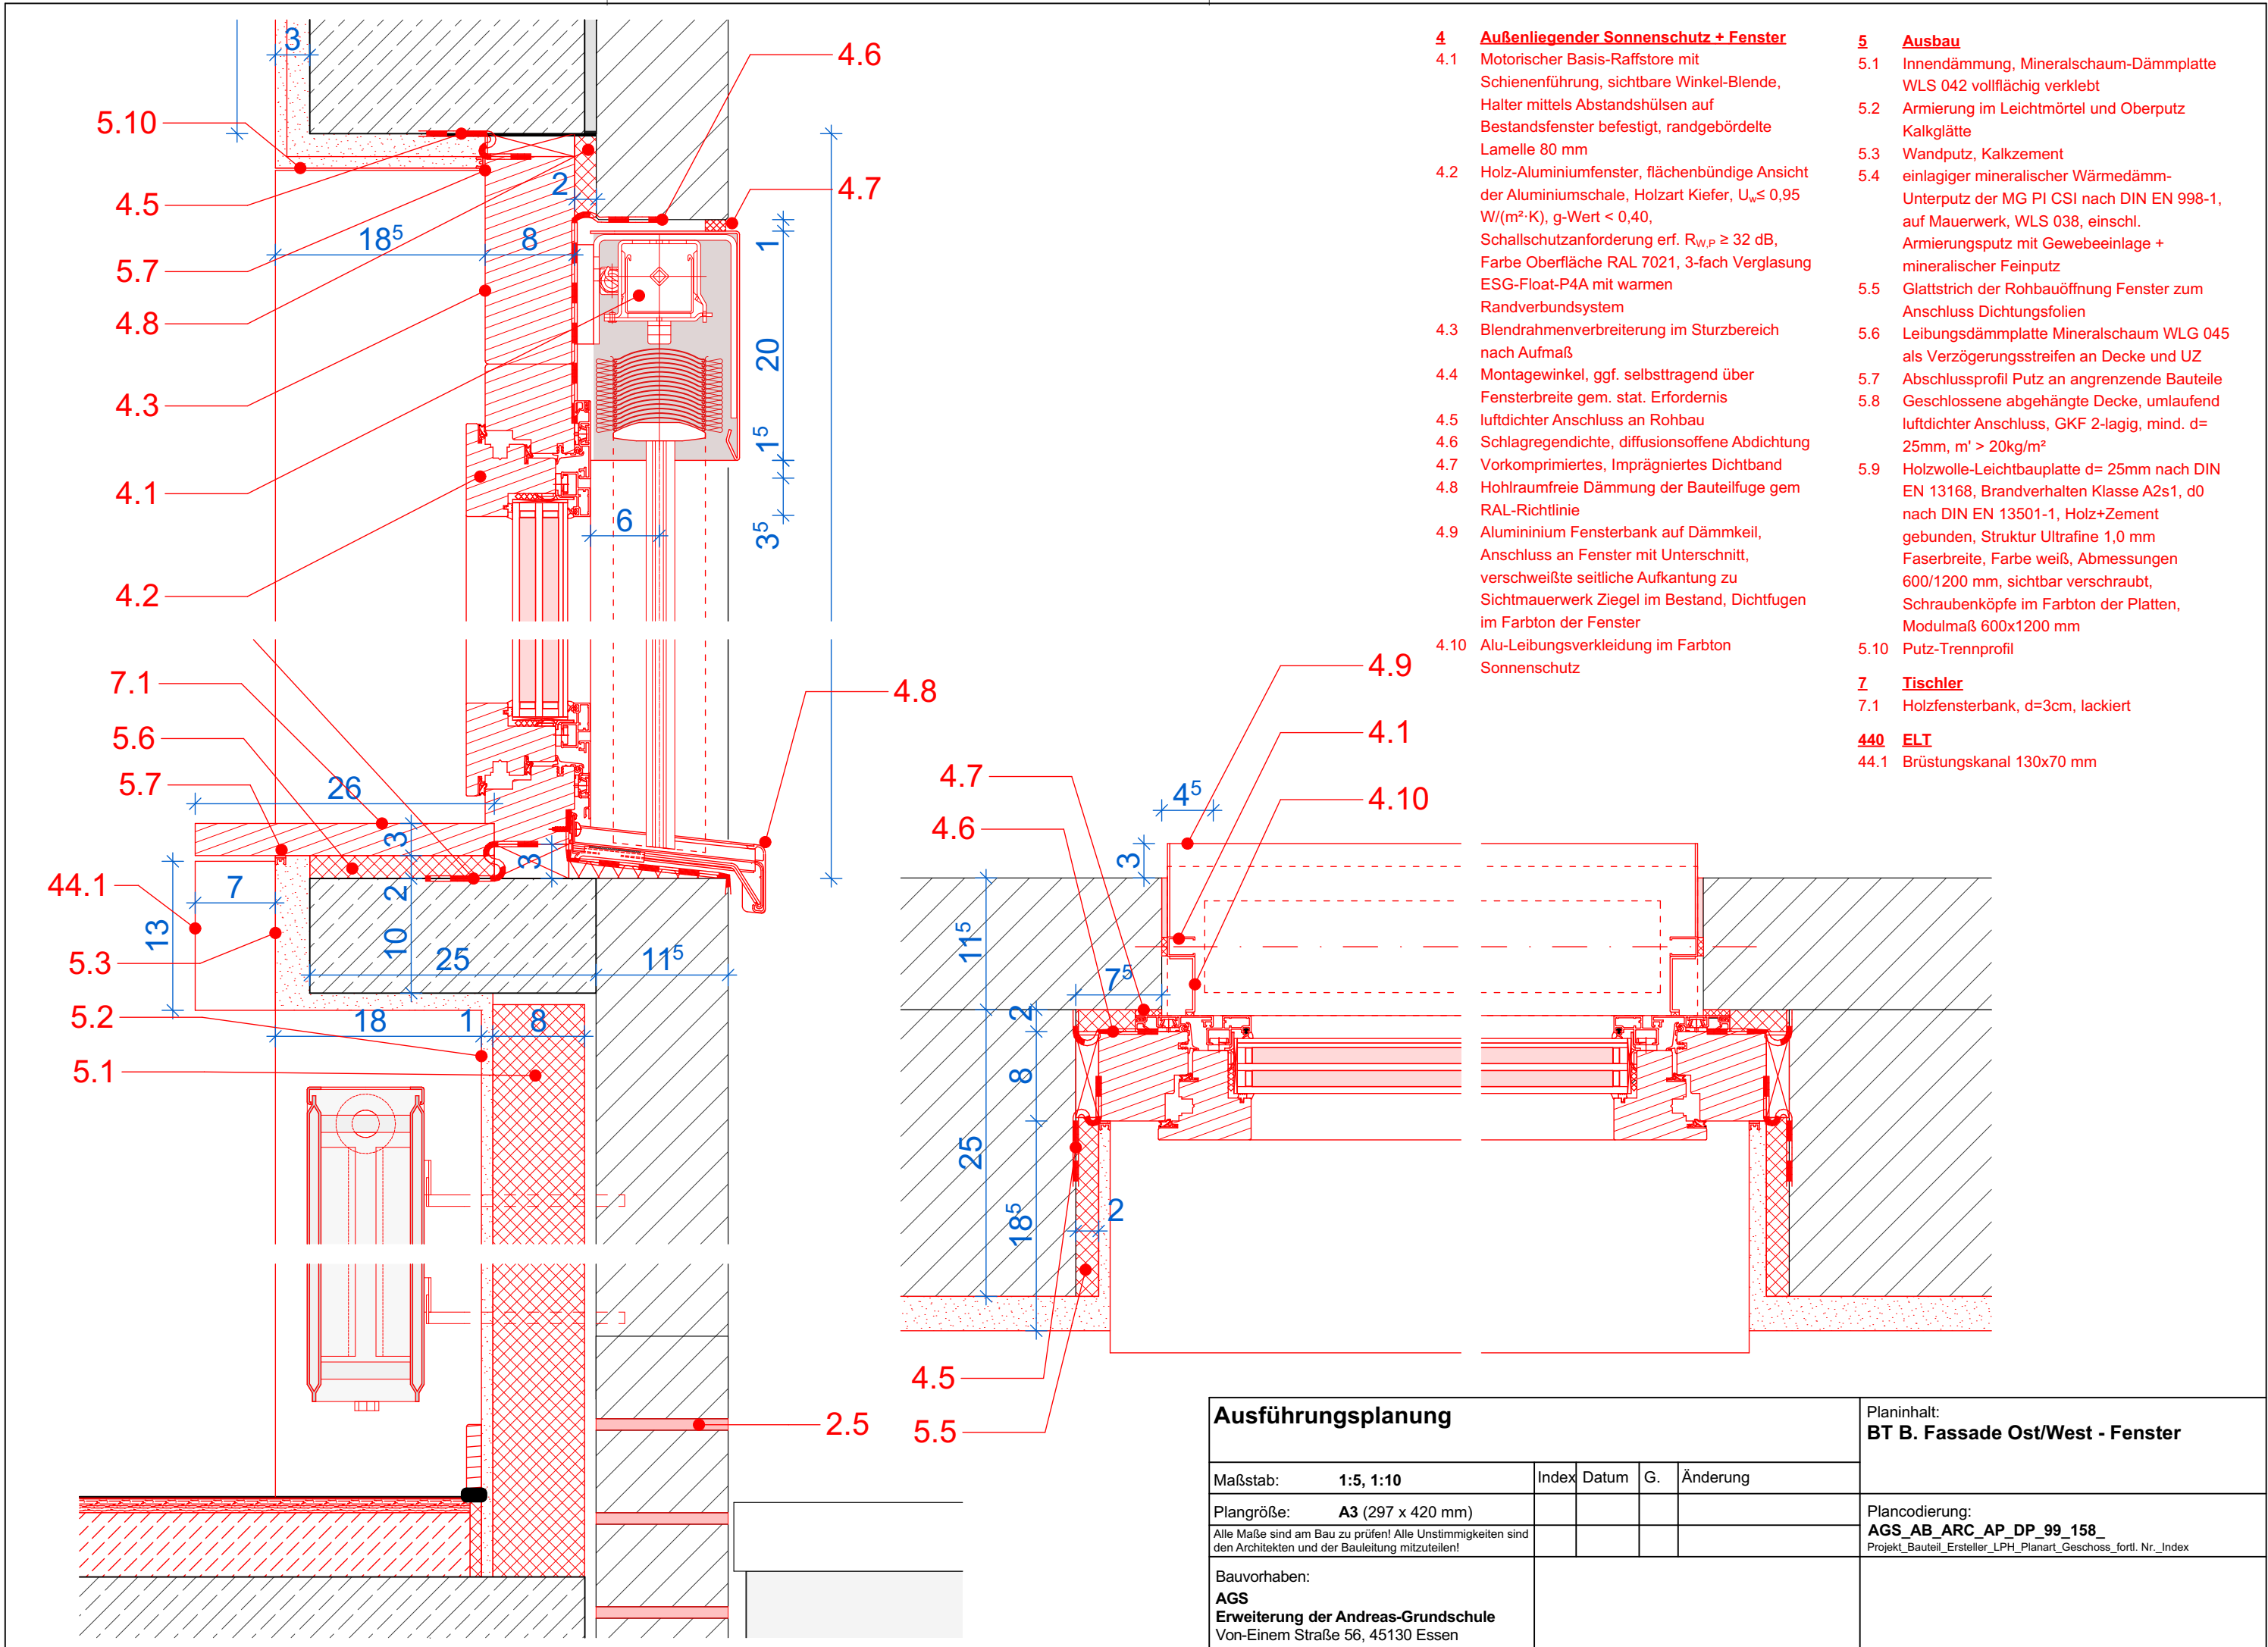 3
4.6
5.10
4.5
2
4.7
18⁵
8
1
5.7
4.8
20
4.3
1⁵
4.1
6
3⁵
4.2
7.1
4.8
5.6
26
5.7
3
3
44.1
7
2
13
10
25
11⁵
5.3
5.2
18
1
8
5.1
2.5
4.9
4.1
4.7
4⁵
4.10
4.6
3
11⁵
7⁵
2
8
25
18⁵
2
4.5
5.5
4 Außenliegender Sonnenschutz + Fenster
4.1 Motorischer Basis-Raffstore mit
Schienenführung, sichtbare Winkel-Blende,
Halter mittels Abstandshülsen auf
Bestandsfenster befestigt, randgebördelte
Lamelle 80 mm
4.2 Holz-Aluminiumfenster, flächenbündige Ansicht
der Aluminiumschale, Holzart Kiefer, Uw≤ 0,95
W/(m²·K), g-Wert < 0,40,
Schallschutzanforderung erf. RW,P ≥ 32 dB,
Farbe Oberfläche RAL 7021, 3-fach Verglasung
ESG-Float-P4A mit warmen
Randverbundsystem
4.3 Blendrahmenverbreiterung im Sturzbereich
nach Aufmaß
4.4 Montagewinkel, ggf. selbsttragend über
Fensterbreite gem. stat. Erfordernis
4.5 luftdichter Anschluss an Rohbau
4.6 Schlagregendichte, diffusionsoffene Abdichtung
4.7 Vorkomprimiertes, Imprägniertes Dichtband
4.8 Hohlraumfreie Dämmung der Bauteilfuge gem
RAL-Richtlinie
4.9 Alumininium Fensterbank auf Dämmkeil,
Anschluss an Fenster mit Unterschnitt,
verschweißte seitliche Aufkantung zu
Sichtmauerwerk Ziegel im Bestand, Dichtfugen
im Farbton der Fenster
4.10 Alu-Leibungsverkleidung im Farbton
Sonnenschutz
5 Ausbau
5.1 Innendämmung, Mineralschaum-Dämmplatte
WLS 042 vollflächig verklebt
5.2 Armierung im Leichtmörtel und Oberputz
Kalkglätte
5.3 Wandputz, Kalkzement
5.4 einlagiger mineralischer Wärmedämm-
Unterputz der MG PI CSI nach DIN EN 998-1,
auf Mauerwerk, WLS 038, einschl.
Armierungsputz mit Gewebeeinlage +
mineralischer Feinputz
5.5 Glattstrich der Rohbauöffnung Fenster zum
Anschluss Dichtungsfolien
5.6 Leibungsdämmplatte Mineralschaum WLG 045
als Verzögerungsstreifen an Decke und UZ
5.7 Abschlussprofil Putz an angrenzende Bauteile
5.8 Geschlossene abgehängte Decke, umlaufend
luftdichter Anschluss, GKF 2-lagig, mind. d=
25mm, m' > 20kg/m²
5.9 Holzwolle-Leichtbauplatte d= 25mm nach DIN
EN 13168, Brandverhalten Klasse A2s1, d0
nach DIN EN 13501-1, Holz+Zement
gebunden, Struktur Ultrafine 1,0 mm
Faserbreite, Farbe weiß, Abmessungen
600/1200 mm, sichtbar verschraubt,
Schraubenköpfe im Farbton der Platten,
Modulmaß 600x1200 mm
5.10 Putz-Trennprofil
7 Tischler
7.1 Holzfensterbank, d=3cm, lackiert
440 ELT
44.1 Brüstungskanal 130x70 mm
Ausführungsplanung
Maßstab: 1:5, 1:10
Index Datum G. Änderung
Plangröße: A3 (297 x 420 mm)
Alle Maße sind am Bau zu prüfen! Alle Unstimmigkeiten sind
den Architekten und der Bauleitung mitzuteilen!
Bauvorhaben:
AGS
Erweiterung der Andreas-Grundschule
Von-Einem Straße 56, 45130 Essen
Planinhalt:
BT B. Fassade Ost/West - Fenster
Plancodierung:
AGS_AB_ARC_AP_DP_99_158_
Projekt_Bauteil_Ersteller_LPH_Planart_Geschoss_fortl. Nr._Index